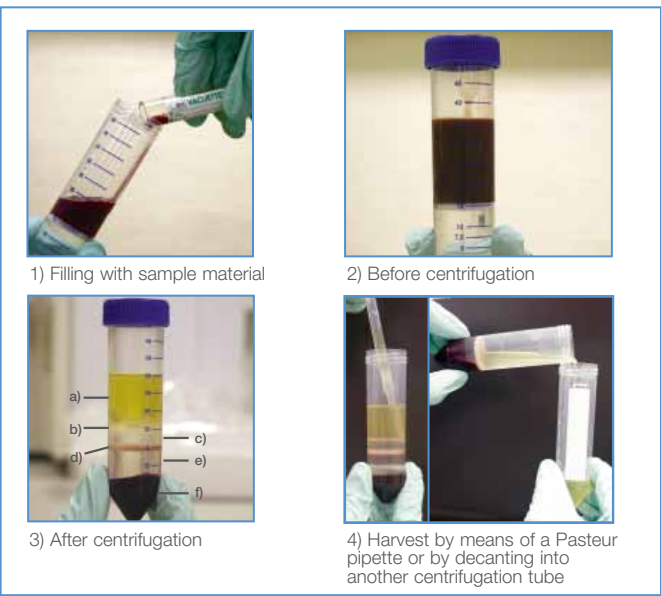 VACUETTE
1) Filling with sample material
2) Before centrifugation
a)
b)
c)
d)
e)
f)
3) After centrifugation
4) Harvest by means of a Pasteur
pipette or by decanting into
another centrifugation tube